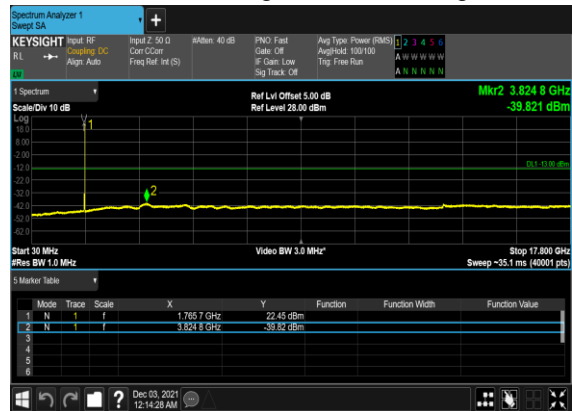 Spectrum Analyzer 1
Swept SA
+
KEYSIGHT Input: RF Input Z: 50 Ω #Atten: 40 dB PNO: Fast Avg Type: Power (RMS) 1 2 3 4 5 6
RL Coupling: DC Corr CCorr Gate: Off Avg|Hold: 100/100 A W W W W W
Align: Auto Freq Ref: Int (S) IF Gain: Low Trig: Free Run
Sig Track: Off A N N N N N
1 Spectrum Ref Lvl Offset 5.00 dB Mkr2 3.824 8 GHz
Scale/Div 10 dB Ref Level 28.00 dBm -39.821 dBm
Log
18.0
8.00
-2.00
-12.0
-22.0
-32.0
-42.0
-52.0
-62.0
1
2
DL1 -13.00 dBm
Start 30 MHz Video BW 3.0 MHz* Stop 17.800 GHz
#Res BW 1.0 MHz Sweep ~35.1 ms (40001 pts)
5 Marker Table
Mode Trace Scale X Y Function Function Width Function Value
1 N 1 f 1.765 7 GHz 22.45 dBm
2 N 1 f 3.824 8 GHz -39.82 dBm
3
4
5
6
? Dec 03, 2021
12:14:28 AM